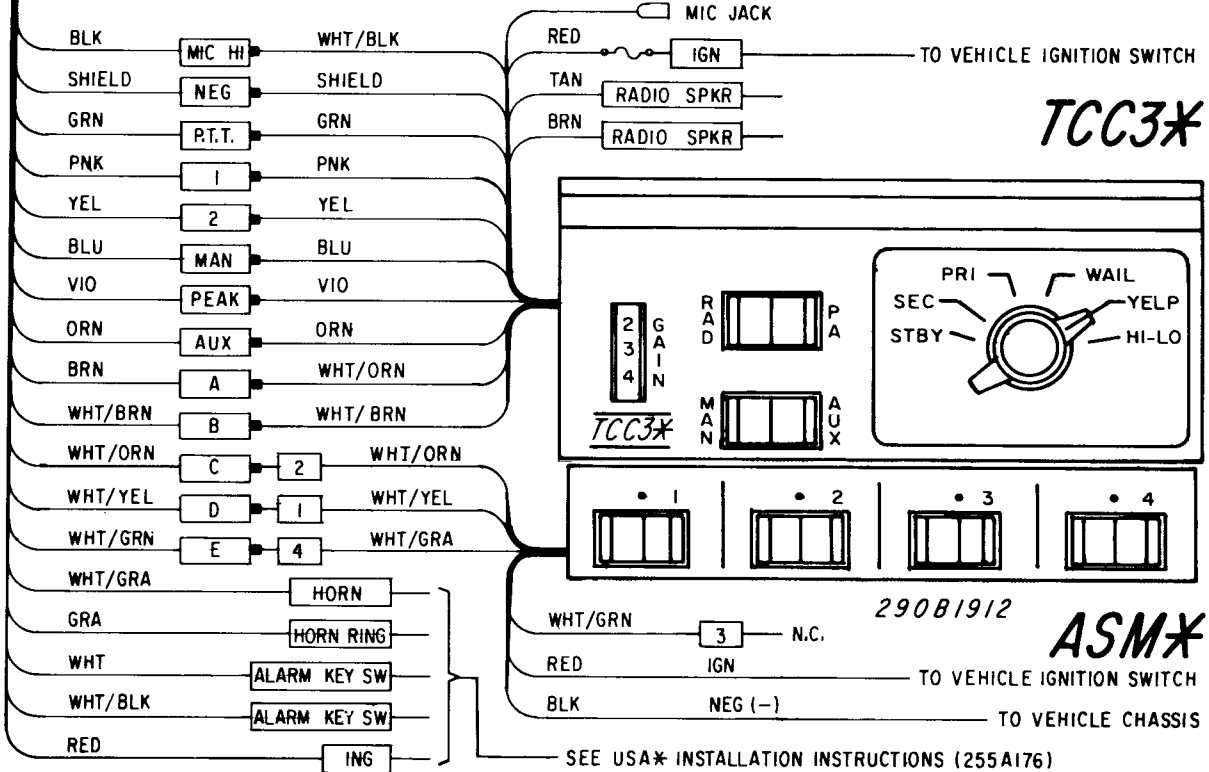 MIC JACK
BLK MIC HI WHT/BLK RED IGN TO VEHICLE IGNITION SWITCH
SHIELD NEG SHIELD TAN RADIO SPKR
GRN P.T.T. GRN BRN RADIO SPKR
TCC3*
PNK 1 PNK
YEL 2 YEL
BLU MAN BLU
VIO PEAK VIO
ORN AUX ORN
BRN A WHT/ORN
WHT/BRN B WHT/BRN
WHT/ORN C 2 WHT/ORN
WHT/YEL D 1 WHT/YEL
WHT/GRN E 4 WHT/GRA
WHT/GRA HORN
GRA HORN RING
WHT ALARM KEY SW
WHT/BLK ALARM KEY SW
RED ING
2 3 4 GAIN
TCC3*
RAD PA
MAN AUX
PRI WAIL
SEC YELP
STBY HI-LO
1 2 3 4
290B1912
ASM*
WHT/GRN 3 N.C.
RED IGN TO VEHICLE IGNITION SWITCH
BLK NEG (-) TO VEHICLE CHASSIS
SEE USA* INSTALLATION INSTRUCTIONS (255A176)